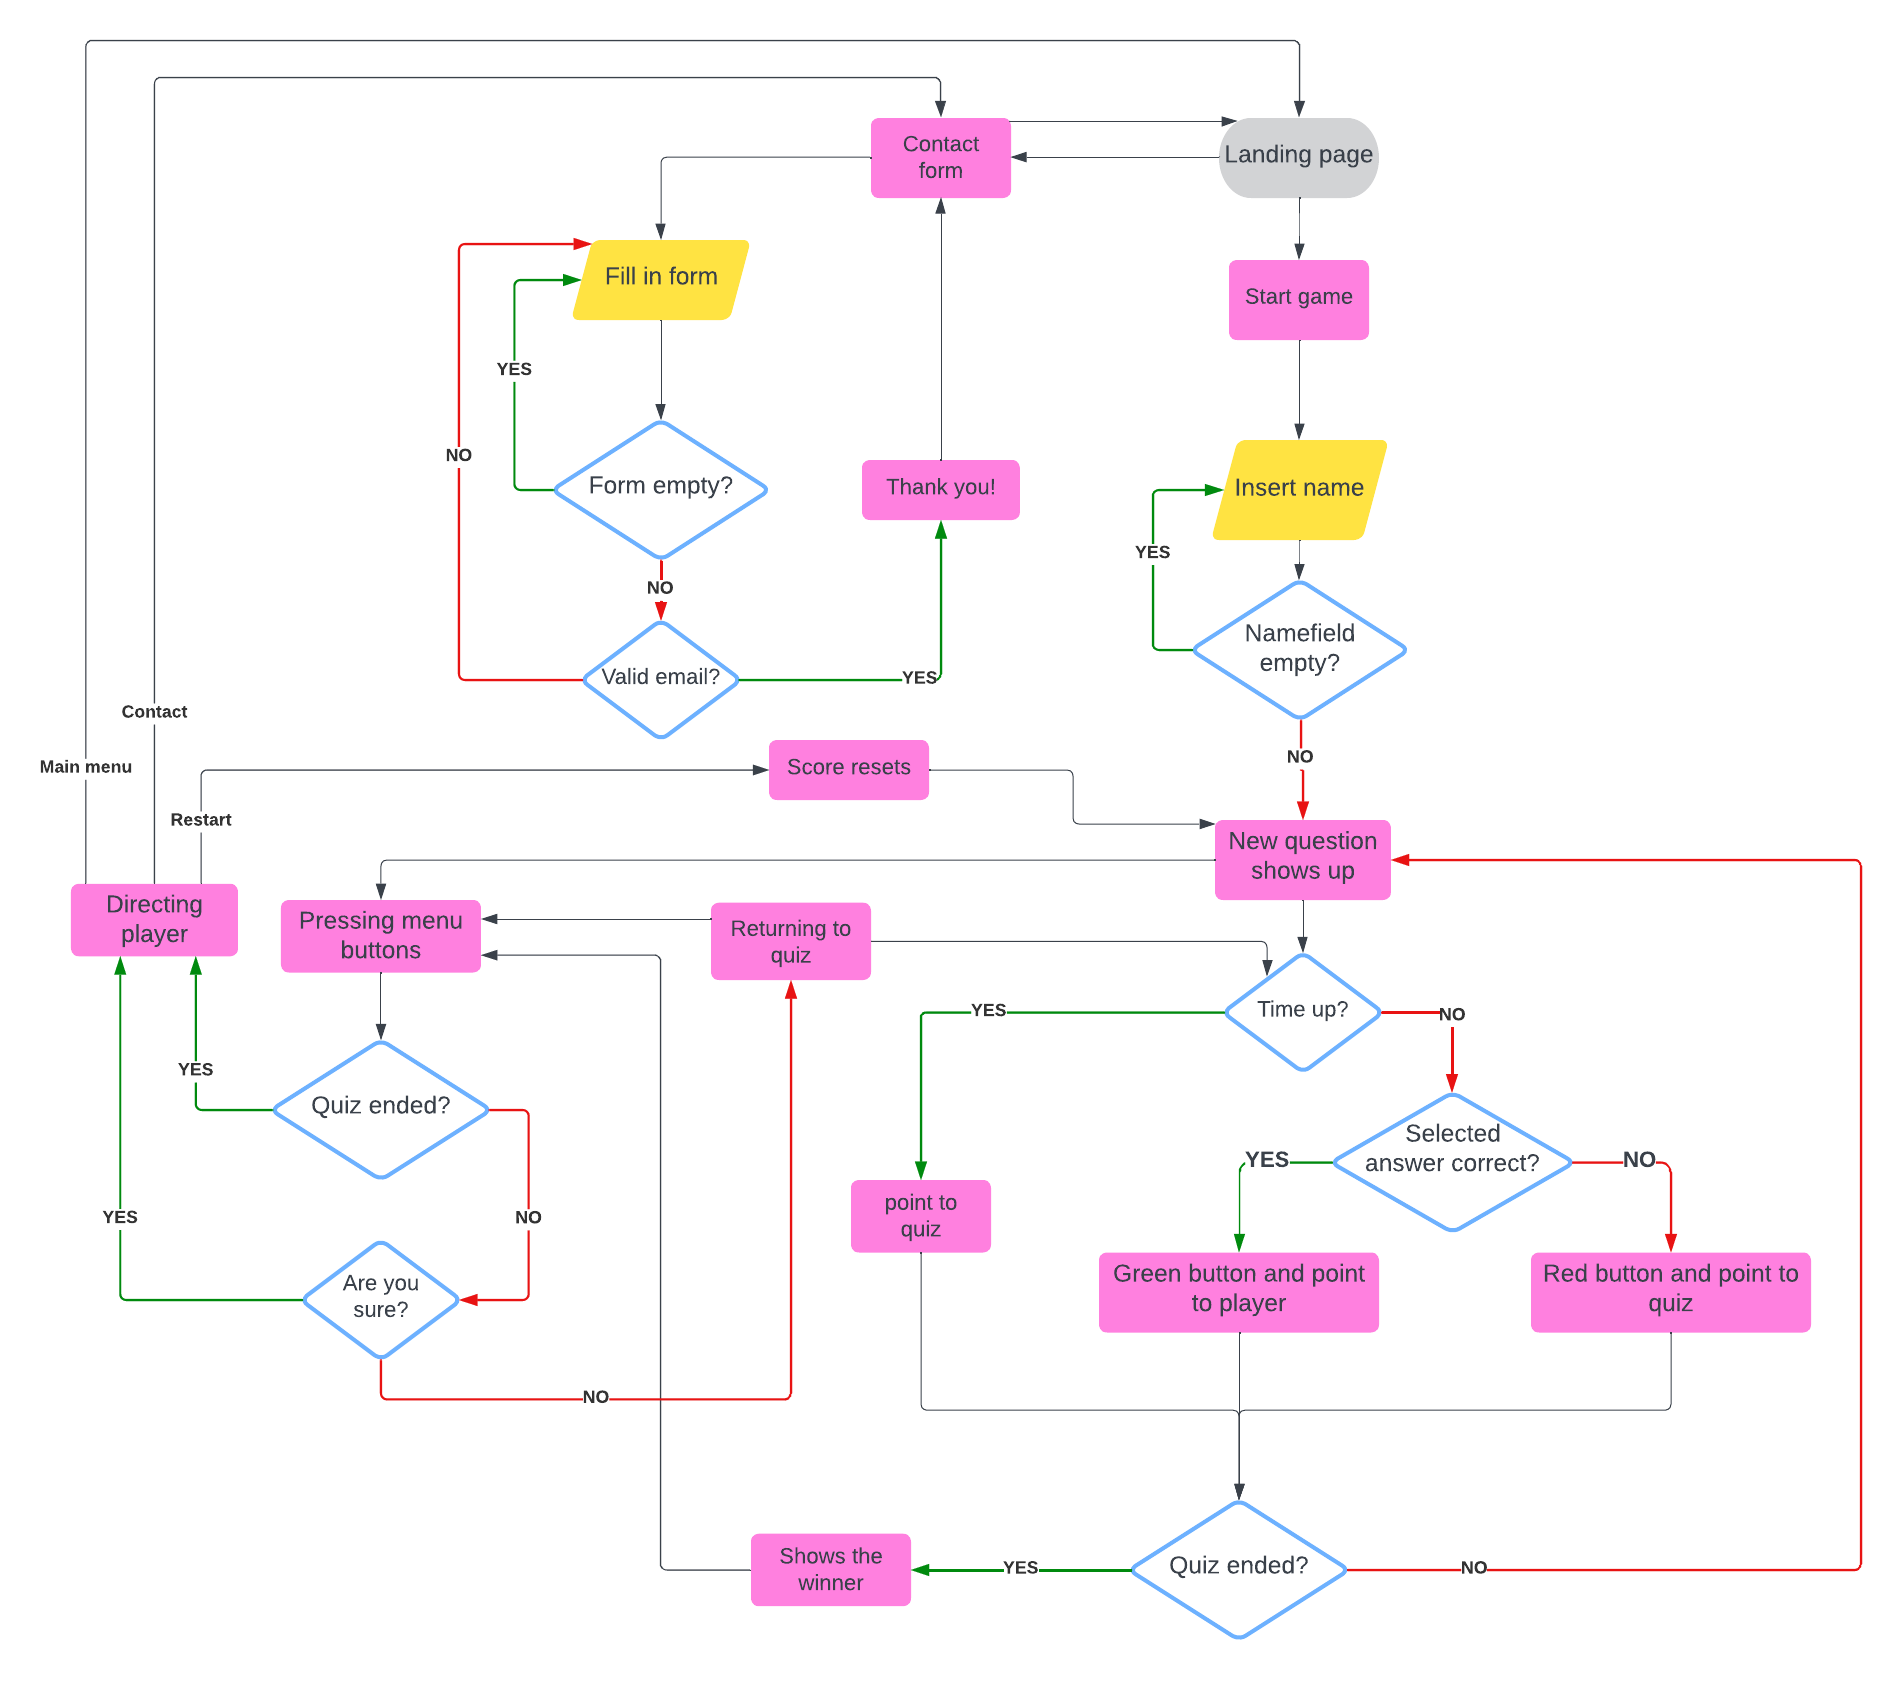 Contact
form
Landing page
Fill in form
Start game
YES
NO
Form empty?
Thank you!
Insert name
YES
NO
Namefield
empty?
Valid email?
YES
Contact
NO
Main menu
Score resets
Restart
New question
shows up
Directing
player
Pressing menu
buttons
Returning to
quiz
Time up?
YES
NO
YES
Quiz ended?
Selected
answer correct?
YES
NO
YES
NO
point to
quiz
Are you
sure?
Green button and point
to player
Red button and point to
quiz
NO
Shows the
winner
YES
Quiz ended?
NO